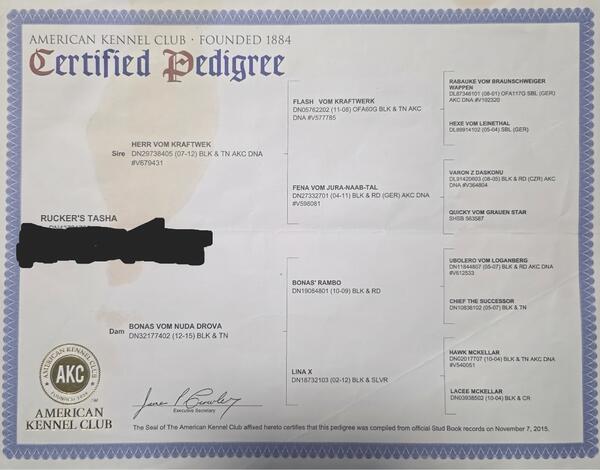 AMERICAN KENNEL CLUB · FOUNDED 1884
Certified Pedigree
RABAUKE VOM BRAUNSCHWEIGER
WAPPEN
DL87346101 (08-01) OFA117G SBL (GER)
AKC DNA #V192320
FLASH VOM KRAFTWERK
DN05762202 (11-08) OFA60G BLK & TN AKC
DNA #V577785
HEXE VOM LEINETHAL
DL89914102 (05-04) SBL (GER)
HERR VOM KRAFTWEK
Sire DN29738405 (07-12) BLK & TN AKC DNA
#V679431
VARON Z DASKONU
DL91420603 (08-05) BLK & RD (CZR) AKC
DNA #V364804
FENA VOM JURA-NAAB-TAL
DN27332701 (04-11) BLK & RD (GER) AKC DNA
#V598081
QUICKY VOM GRAUEN STAR
SHSB 563587
RUCKER'S TASHA
UBOLERO VOM LOGANBERG
DN11844807 (05-07) BLK & RD AKC DNA
#V612533
BONAS' RAMBO
DN19084801 (10-09) BLK & RD
CHIEF THE SUCCESSOR
DN10836102 (05-07) BLK & TN
BONAS VOM NUDA DROVA
Dam DN32177402 (12-15) BLK & TN
HAWK MCKELLAR
DN02017707 (10-04) BLK & TN AKC DNA
#V540051
LINA X
DN18732103 (02-12) BLK & SLVR
LACEE MCKELLAR
DN03938502 (10-04) BLK & CR
AMERICAN KENNEL CLUB
AKC
FOUNDED 1884
AMERICAN
KENNEL CLUB
Executive Secretary
The Seal of The American Kennel Club affixed hereto certifies that this pedigree was compiled from official Stud Book records on November 7, 2015.